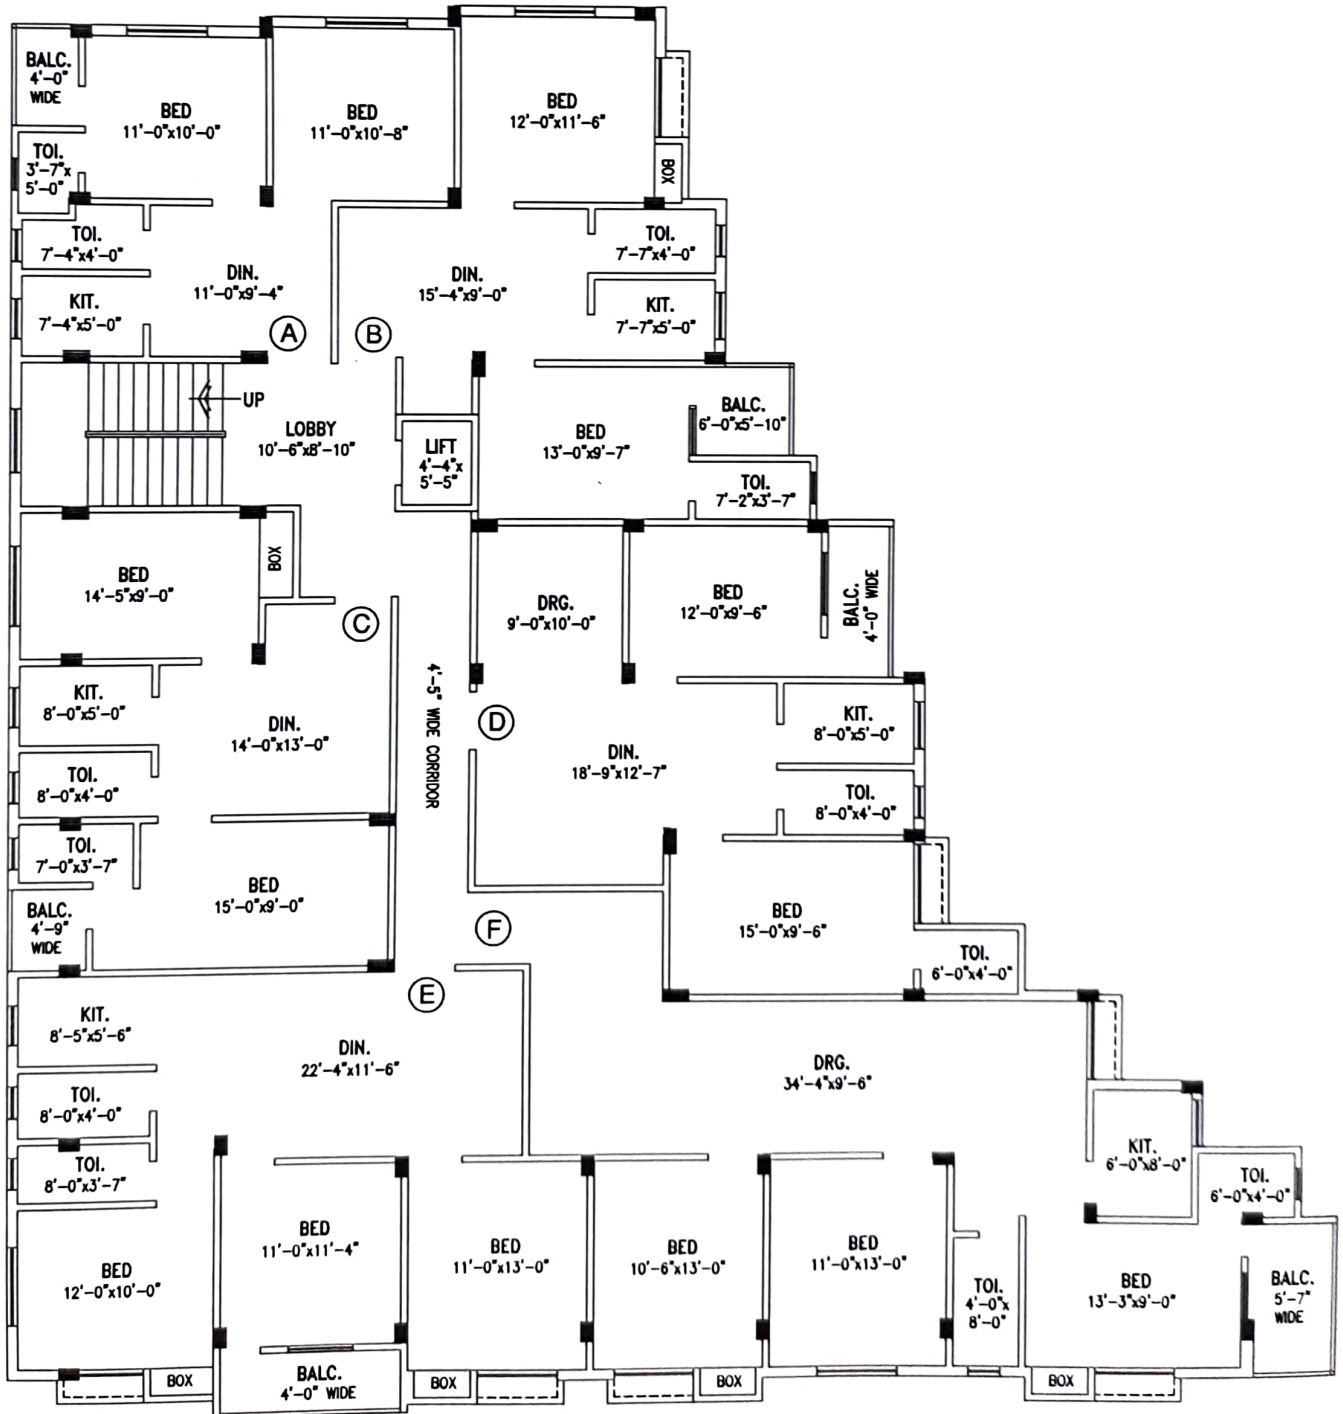 BALC.
4'-0"
WIDE
BED
11'-0"x10'-0"
BED
11'-0"x10'-8"
BED
12'-0"x11'-6"
TOI.
3'-7"x
5'-0"
BOX
TOI.
7'-4"x4'-0"
DIN.
11'-0"x9'-4"
DIN.
15'-4"x9'-0"
TOI.
7'-7"x4'-0"
KIT.
7'-4"x5'-0"
A
B
KIT.
7'-7"x5'-0"
UP
LOBBY
10'-6"x8'-10"
LIFT
4'-4"x
5'-5"
BED
13'-0"x9'-7"
BALC.
6'-0"x5'-10"
TOI.
7'-2"x3'-7"
BED
14'-5"x9'-0"
BOX
C
DRG.
9'-0"x10'-0"
BED
12'-0"x9'-6"
BALC.
4'-0" WIDE
KIT.
8'-0"x5'-0"
DIN.
14'-0"x13'-0"
4'-5" WIDE CORRIDOR
D
DIN.
18'-9"x12'-7"
KIT.
8'-0"x5'-0"
TOI.
8'-0"x4'-0"
TOI.
8'-0"x4'-0"
TOI.
7'-0"x3'-7"
BED
15'-0"x9'-0"
BALC.
4'-9"
WIDE
F
BED
15'-0"x9'-6"
TOI.
6'-0"x4'-0"
E
KIT.
8'-5"x5'-6"
DIN.
22'-4"x11'-6"
DRG.
34'-4"x9'-6"
TOI.
8'-0"x4'-0"
TOI.
8'-0"x3'-7"
KIT.
6'-0"x8'-0"
TOI.
6'-0"x4'-0"
BED
12'-0"x10'-0"
BED
11'-0"x11'-4"
BED
11'-0"x13'-0"
BED
10'-6"x13'-0"
BED
11'-0"x13'-0"
TOI.
4'-0"x
8'-0"
BED
13'-3"x9'-0"
BALC.
5'-7"
WIDE
BOX
BALC.
4'-0" WIDE
BOX
BOX
BOX